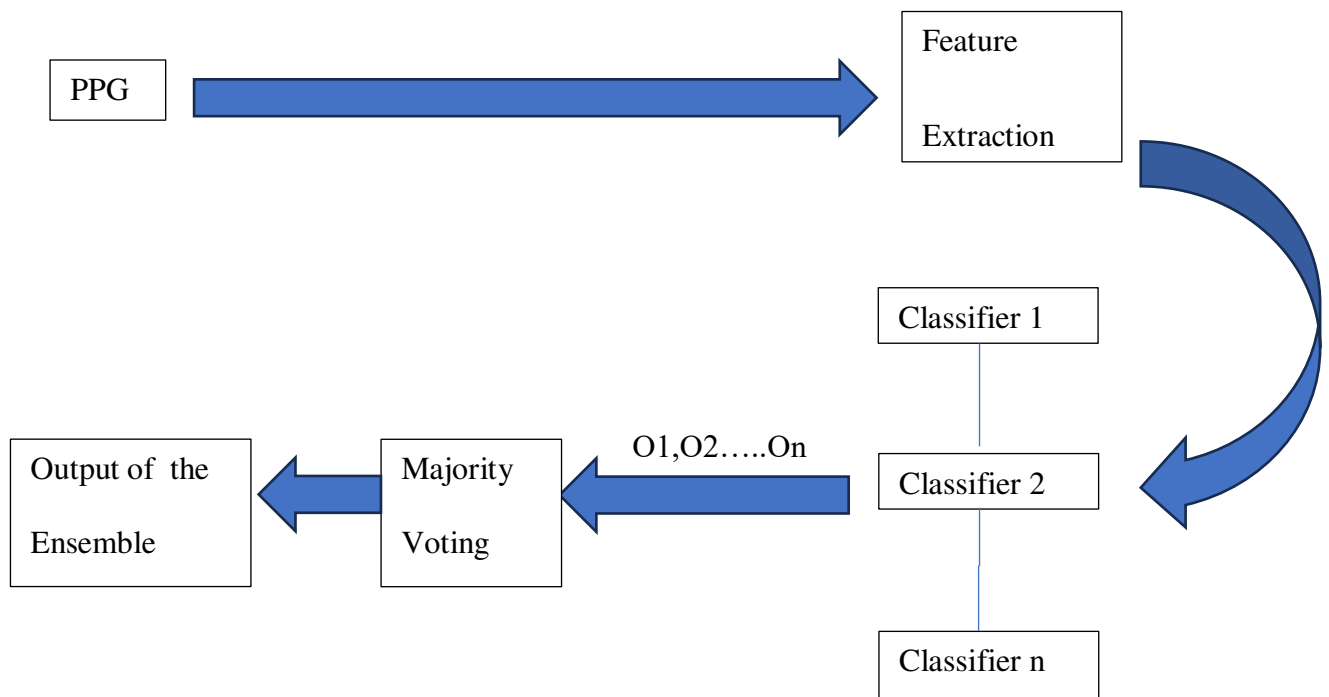 PPG
Feature
Extraction
Classifier 1
Classifier 2
Classifier n
O1,O2…..On
Majority
Voting
Output of  the
Ensemble